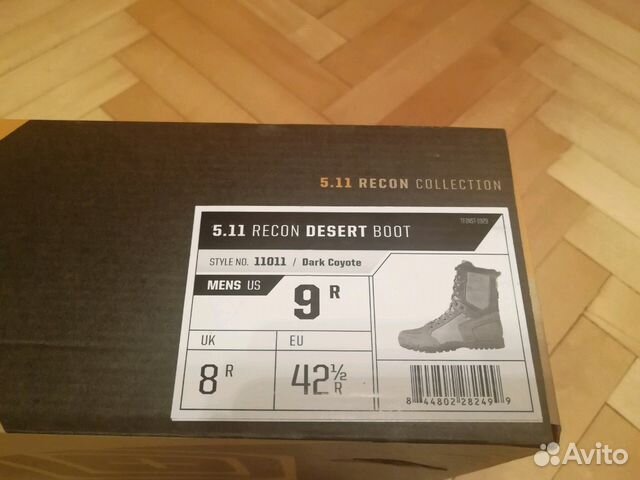 5.11 RECON COLLECTION
5.11 RECON DESERT BOOT
STYLE NO. 11011 / Dark Coyote
MENS US
9 R
UK
EU
8 R
42½ R
8 44802 28249 9
Avito